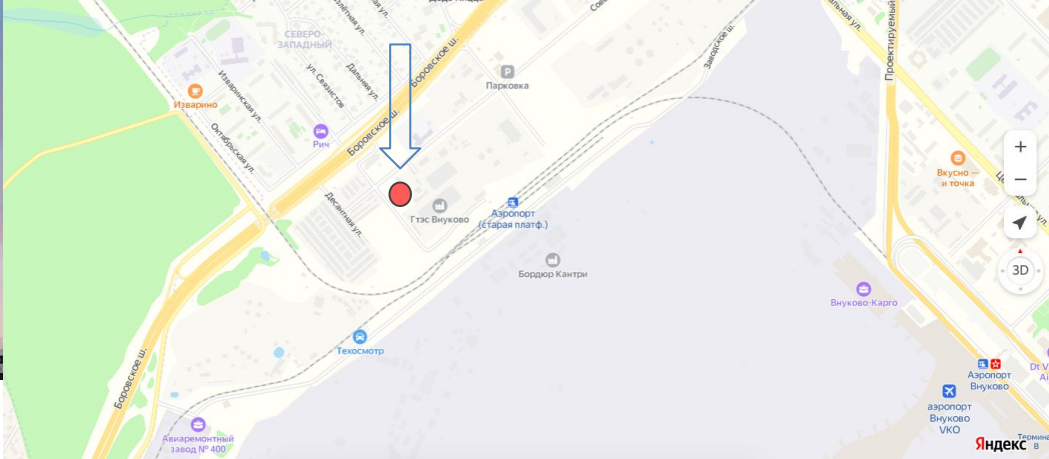 СЕВЕРО-
ЗАПАДНЫЙ
Боровское ш.
Заводское ш.
Проектируемый
P
Парковка
Изварино
Изваринская ул.
ул. Связистов
Дальняя ул.
Рич
Боровское ш.
Октябрьская ул.
Вкусно —
и точка
+
−
Десантная ул.
Гтэс Внуково
Аэропорт
(старая платф.)
Бордюр Кантри
3D
Внуково-Карго
Техосмотр
Боровское ш.
Аэропорт
Внуково
аэропорт
Внуково
VKO
Авиаремонтный
завод № 400
Яндекс
B